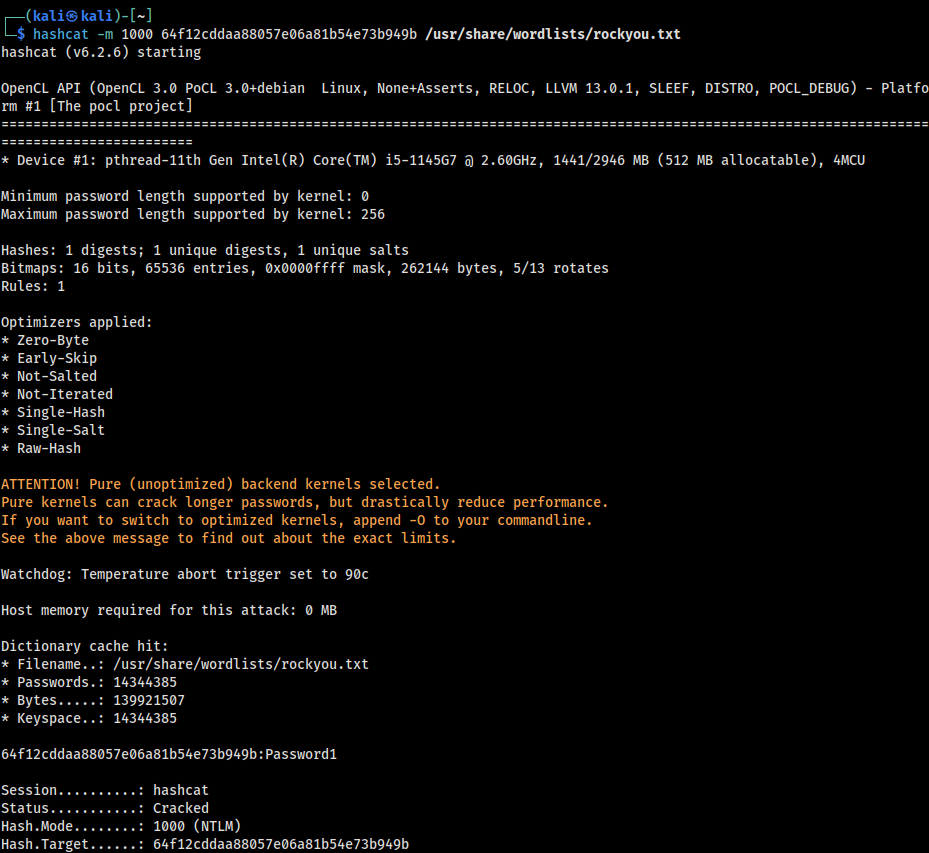 ┌──(kali㉿kali)-[~]
└─$ hashcat -m 1000 64f12cddaa88057e06a81b54e73b949b /usr/share/wordlists/rockyou.txt
hashcat (v6.2.6) starting
OpenCL API (OpenCL 3.0 PoCL 3.0+debian  Linux, None+Asserts, RELOC, LLVM 13.0.1, SLEEF, DISTRO, POCL_DEBUG) - Platfo
rm #1 [The pocl project]
====================================================================================================================
========================
* Device #1: pthread-11th Gen Intel(R) Core(TM) i5-1145G7 @ 2.60GHz, 1441/2946 MB (512 MB allocatable), 4MCU
Minimum password length supported by kernel: 0
Maximum password length supported by kernel: 256
Hashes: 1 digests; 1 unique digests, 1 unique salts
Bitmaps: 16 bits, 65536 entries, 0x0000ffff mask, 262144 bytes, 5/13 rotates
Rules: 1
Optimizers applied:
* Zero-Byte
* Early-Skip
* Not-Salted
* Not-Iterated
* Single-Hash
* Single-Salt
* Raw-Hash
ATTENTION! Pure (unoptimized) backend kernels selected.
Pure kernels can crack longer passwords, but drastically reduce performance.
If you want to switch to optimized kernels, append -O to your commandline.
See the above message to find out about the exact limits.
Watchdog: Temperature abort trigger set to 90c
Host memory required for this attack: 0 MB
Dictionary cache hit:
* Filename..: /usr/share/wordlists/rockyou.txt
* Passwords.: 14344385
* Bytes.....: 139921507
* Keyspace..: 14344385
64f12cddaa88057e06a81b54e73b949b:Password1
Session..........: hashcat
Status...........: Cracked
Hash.Mode........: 1000 (NTLM)
Hash.Target......: 64f12cddaa88057e06a81b54e73b949b